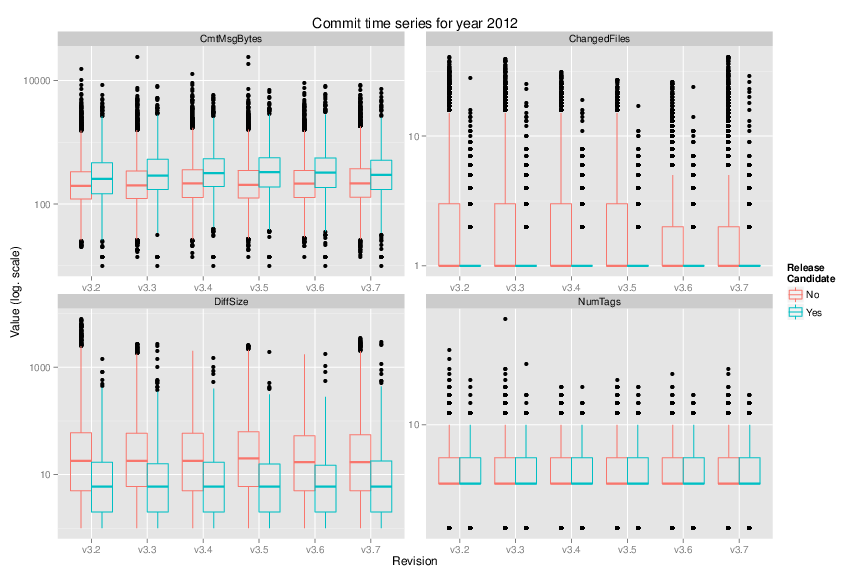 Commit time series for year 2012
CmtMsgBytes
ChangedFiles
10000
100
10
1
v3.2 v3.3 v3.4 v3.5 v3.6 v3.7
v3.2 v3.3 v3.4 v3.5 v3.6 v3.7
DiffSize
NumTags
1000
10
10
v3.2 v3.3 v3.4 v3.5 v3.6 v3.7
v3.2 v3.3 v3.4 v3.5 v3.6 v3.7
Value (log. scale)
Revision
Release
Candidate
No
Yes